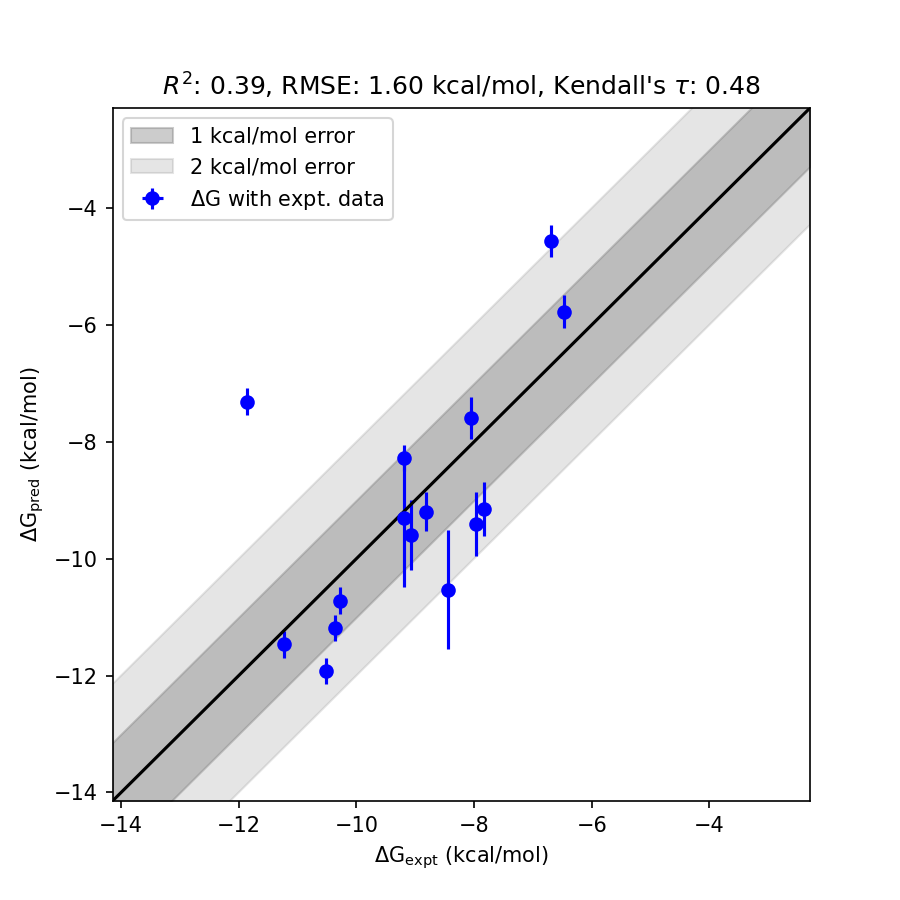 R²: 0.39, RMSE: 1.60 kcal/mol, Kendall's τ: 0.48
1 kcal/mol error
2 kcal/mol error
ΔG with expt. data
−4
−6
−8
−10
−12
−14
ΔGpred (kcal/mol)
−14 −12 −10 −8 −6 −4
ΔGexpt (kcal/mol)